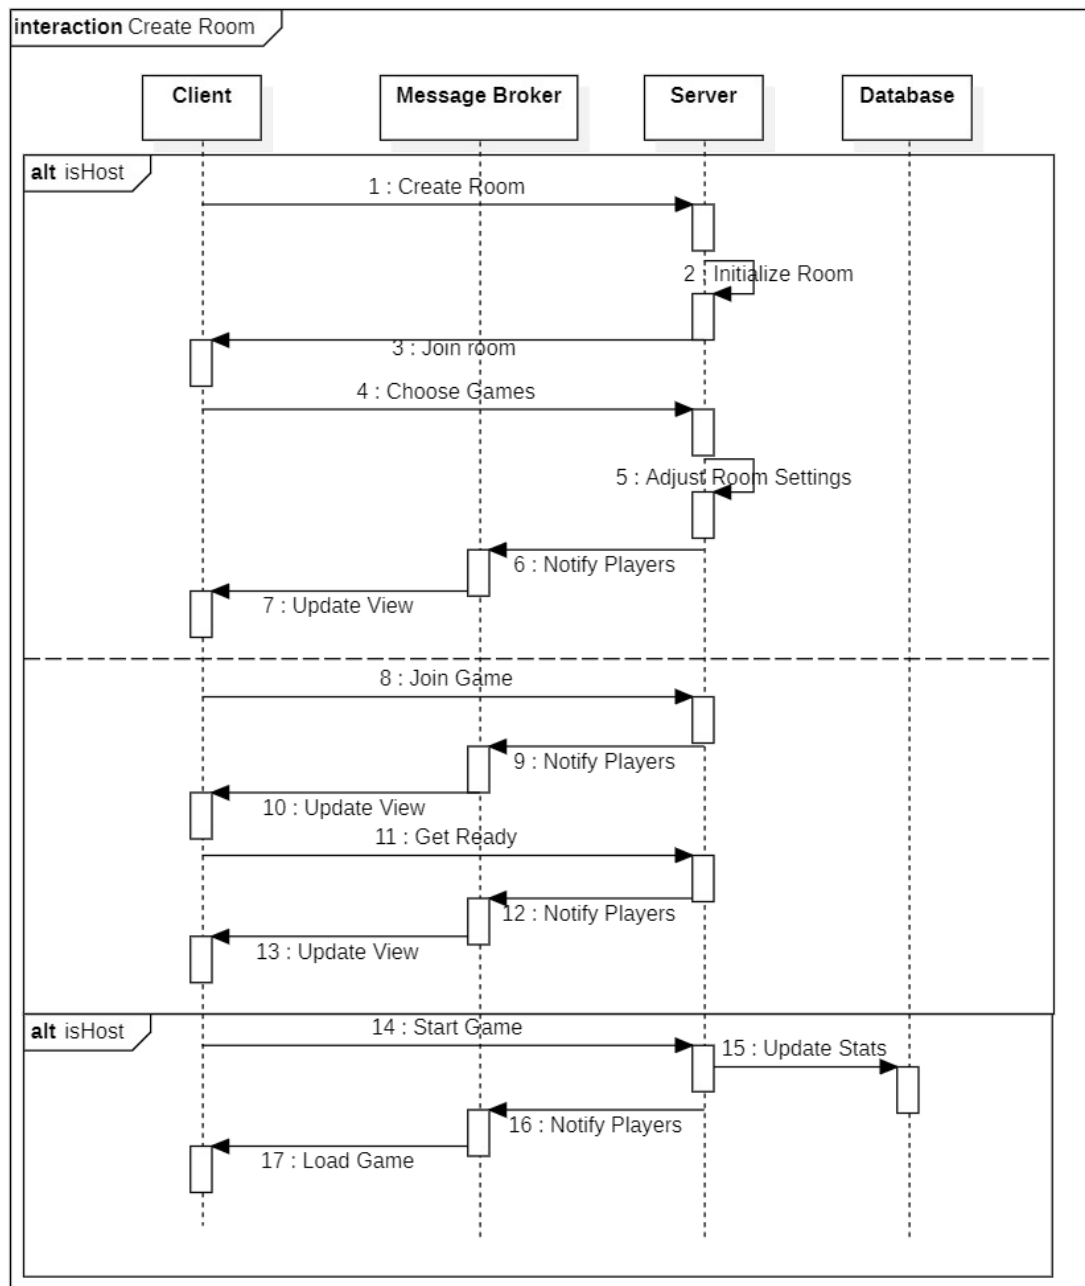 interaction Create Room
Client
Message Broker
Server
Database
alt isHost
1 : Create Room
2 : Initialize Room
3 : Join room
4 : Choose Games
5 : Adjust Room Settings
6 : Notify Players
7 : Update View
8 : Join Game
9 : Notify Players
10 : Update View
11 : Get Ready
12 : Notify Players
13 : Update View
alt isHost
14 : Start Game
15 : Update Stats
16 : Notify Players
17 : Load Game